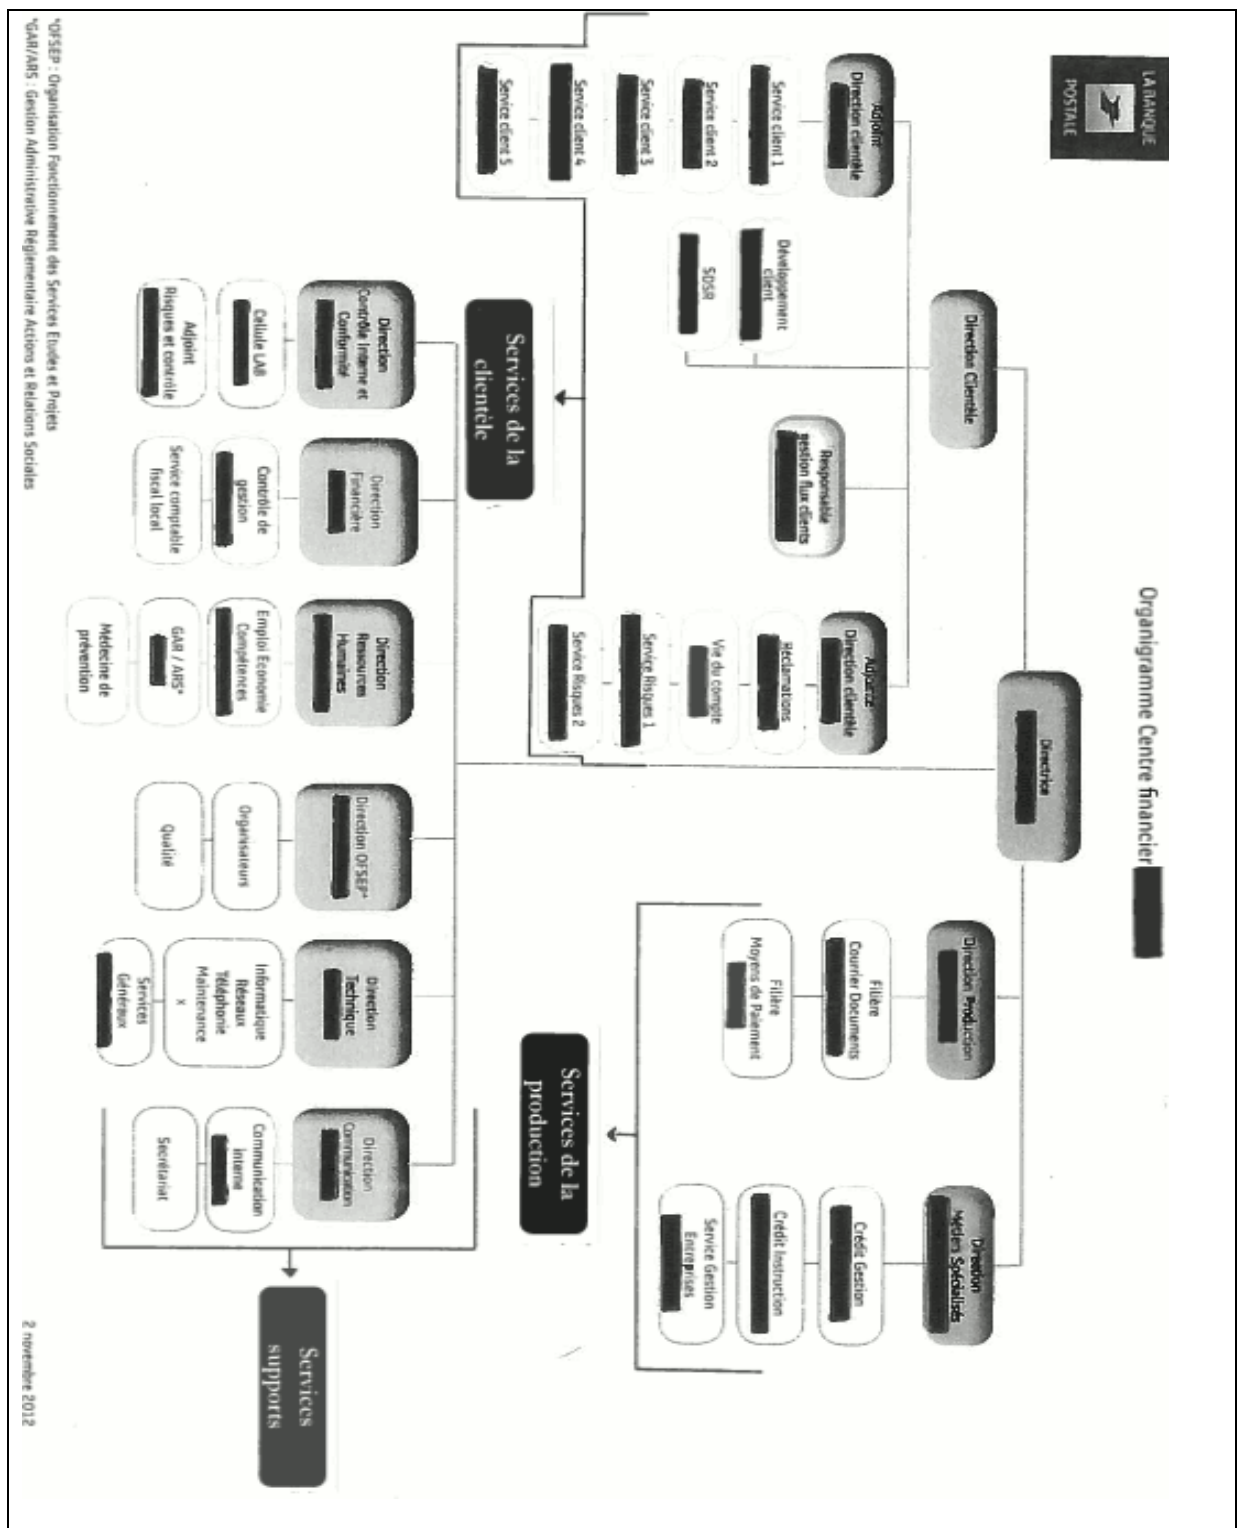 LA BANQUE
POSTALE
Organigramme Centre financier
Directrice
Direction Clientèle
Adjoint
Direction clientèle
Service client 1
Service client 2
Service client 3
Service client 4
Service client 5
Développement
client
SDSR
Responsable
gestion flux clients
Adjointe
Direction clientèle
Réclamations
Vie du compte
Service Risques 1
Service Risques 2
Services de la
clientèle
Direction Production
Filière
Courrier Documents
Filière
Moyens de Paiement
Direction
Métiers Spécialisés
Crédit Gestion
Crédit Instruction
Service Gestion
Entreprises
Services de la
production
Direction
Contrôle Interne et
Conformité
Cellule LAB
Adjoint
Risques et contrôle
Direction
Financière
Contrôle de
gestion
Service comptable
fiscal local
Direction
Ressources
Humaines
Emploi Economie
Compétences
GAR / ARS*
Médecine de
prévention
Direction OFSEP*
Organisateurs
Qualité
Direction
Technique
Informatique
Réseaux
Téléphonie
Maintenance
x
Services
Généraux
Direction
Communication
Communication
interne
Secrétariat
Services
supports
*OFSEP : Organisation Fonctionnement des Services Etudes et Projets
*GAR/ARS : Gestion Administrative Réglementaire Actions et Relations Sociales
2 novembre 2012